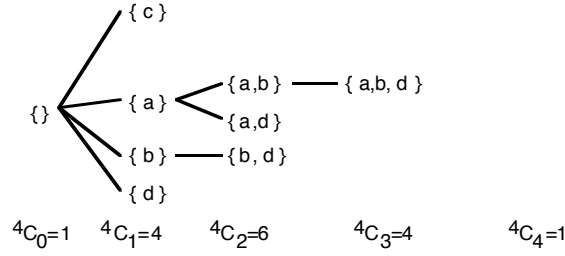 { c }
{a,b} { a,b, d }
{ } { a } {a,d}
{ b } { b, d }
{ d }
⁴C₀=1 ⁴C₁=4 ⁴C₂=6 ⁴C₃=4 ⁴C₄=1